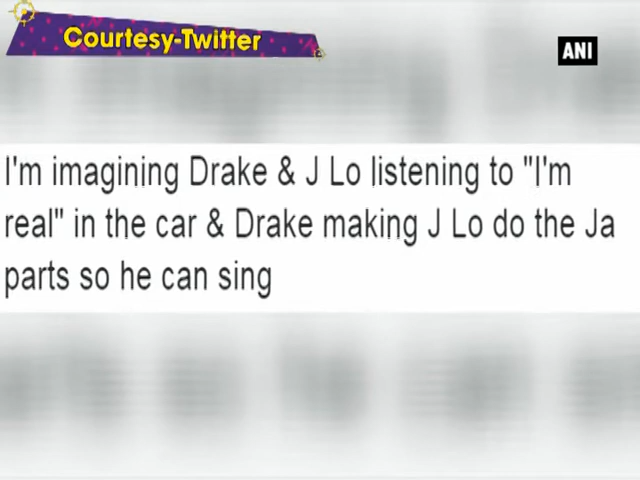 Courtesy-Twitter
ANI
I'm imagining Drake & J Lo listening to "I'm
real" in the car & Drake making J Lo do the Ja
parts so he can sing